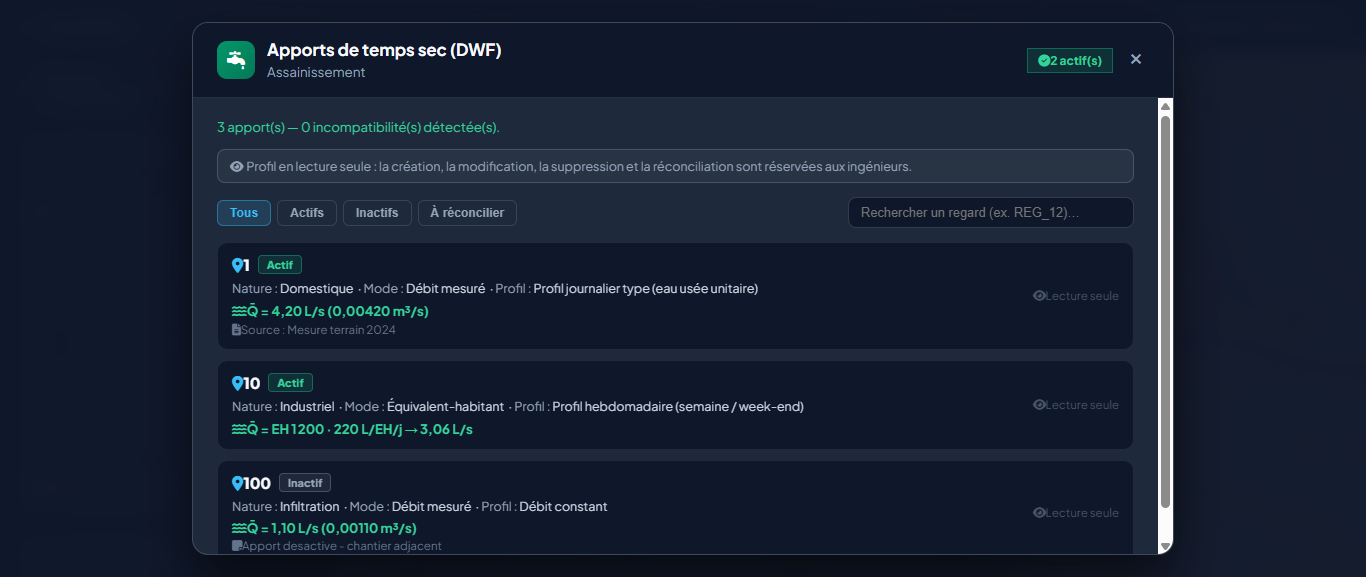 Apports de temps sec (DWF)
Assainissement
2 actif(s)
3 apport(s) — 0 incompatibilité(s) détectée(s).
Profil en lecture seule : la création, la modification, la suppression et la réconciliation sont réservées aux ingénieurs.
Tous
Actifs
Inactifs
À réconcilier
Rechercher un regard (ex. REG_12)...
1 Actif
Nature : Domestique · Mode : Débit mesuré · Profil : Profil journalier type (eau usée unitaire)
Q̄ = 4,20 L/s (0,00420 m³/s)
Source : Mesure terrain 2024
Lecture seule
10 Actif
Nature : Industriel · Mode : Équivalent-habitant · Profil : Profil hebdomadaire (semaine / week-end)
Q̄ = EH 1200 · 220 L/EH/j → 3,06 L/s
Lecture seule
100 Inactif
Nature : Infiltration · Mode : Débit mesuré · Profil : Débit constant
Q̄ = 1,10 L/s (0,00110 m³/s)
Apport desactive - chantier adjacent
Lecture seule